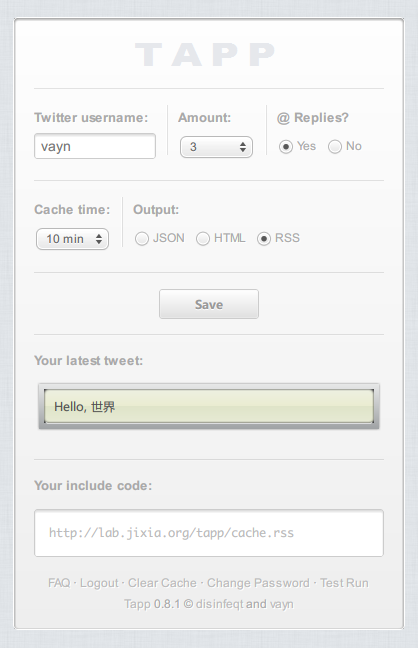 TAPP
Twitter username: Amount: @ Replies?
vayn 3 Yes No
Cache time: Output:
10 min JSON HTML RSS
Save
Your latest tweet:
Hello, 世界
Your include code:
http://lab.jixia.org/tapp/cache.rss
FAQ · Logout · Clear Cache · Change Password · Test Run
Tapp 0.8.1 © disinfeqt and vayn